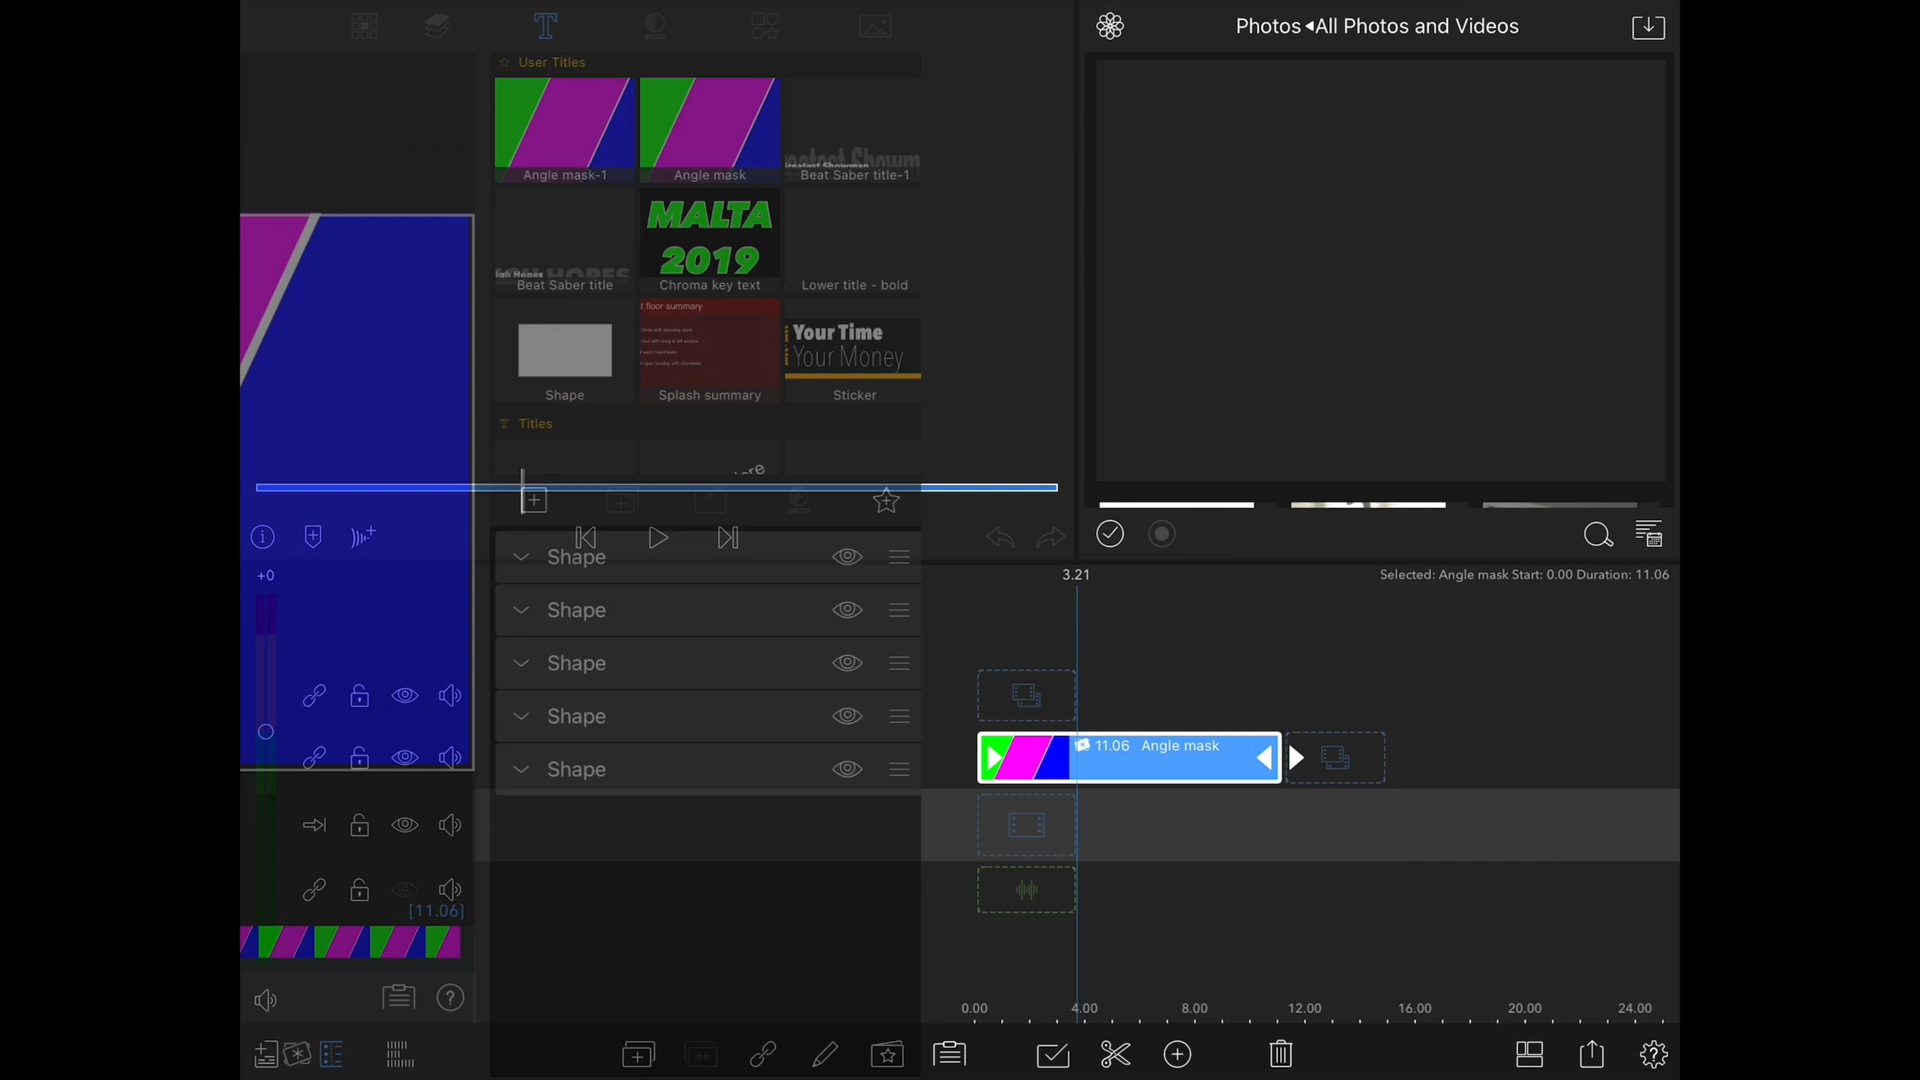 Photos ◂All Photos and Videos
User Titles
Angle mask-1
Angle mask
Beat Saber title-1
MALTA
2019
Beat Saber title
Chroma key text
Lower title - bold
floor summary
Your Time
Your Money
Shape
Splash summary
Sticker
Titles
Shape
Shape
Shape
Shape
Shape
+0
3.21
Selected: Angle mask Start: 0.00 Duration: 11.06
11.06 Angle mask
[11.06]
0.00 4.00 8.00 12.00 16.00 20.00 24.00